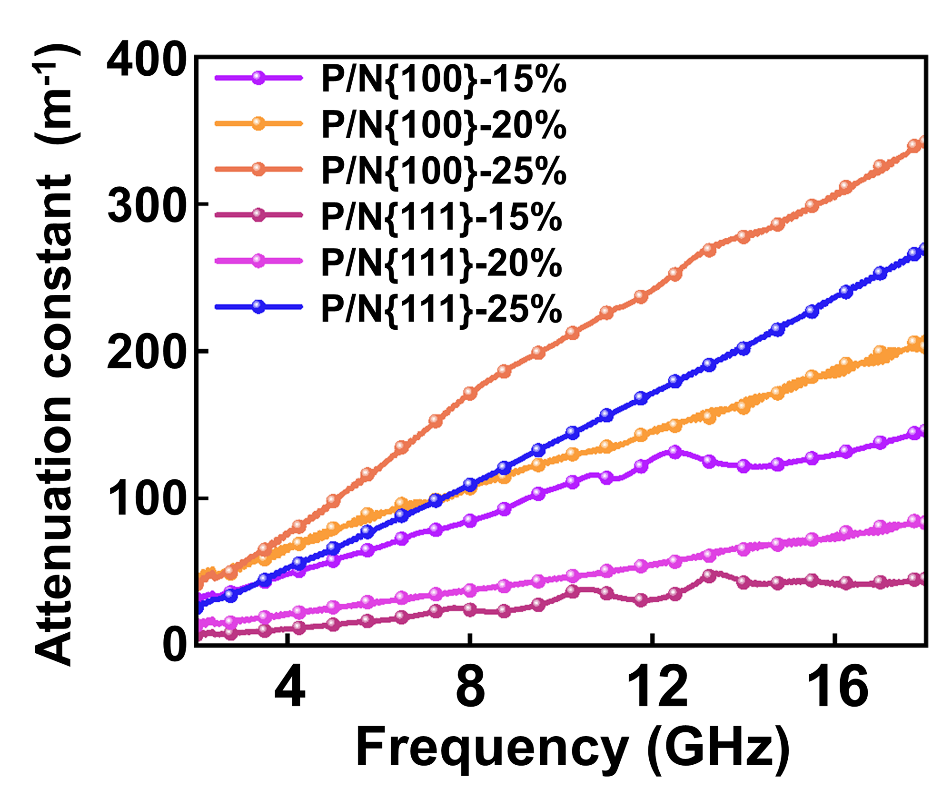 Attenuation constant (m⁻¹)
400
300
200
100
0
P/N{100}-15%
P/N{100}-20%
P/N{100}-25%
P/N{111}-15%
P/N{111}-20%
P/N{111}-25%
4 8 12 16
Frequency (GHz)